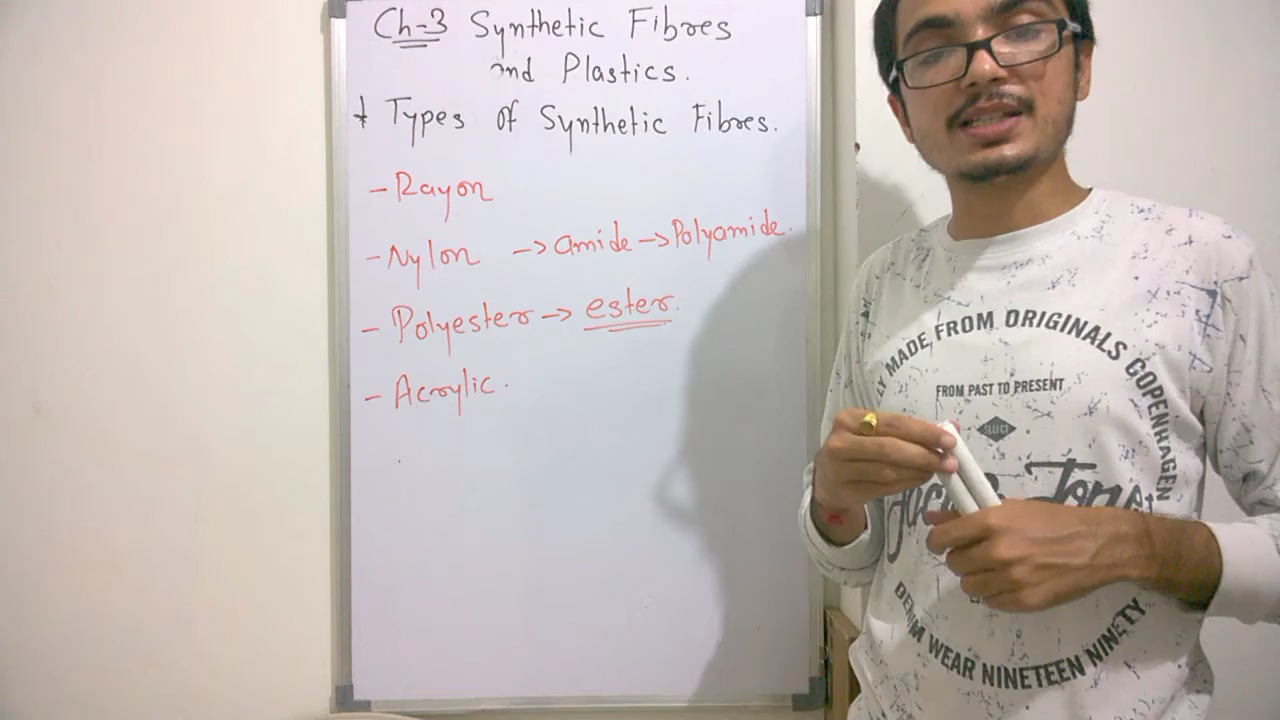 Ch-3 Synthetic Fibres
and Plastics.
Types of Synthetic Fibres.
- Rayon
- Nylon → amide → Polyamide.
- Polyester → ester.
- Acrylic.
LY MADE FROM ORIGINALS COPENHAGEN
FROM PAST TO PRESENT
DENIM WEAR NINETEEN NINETY